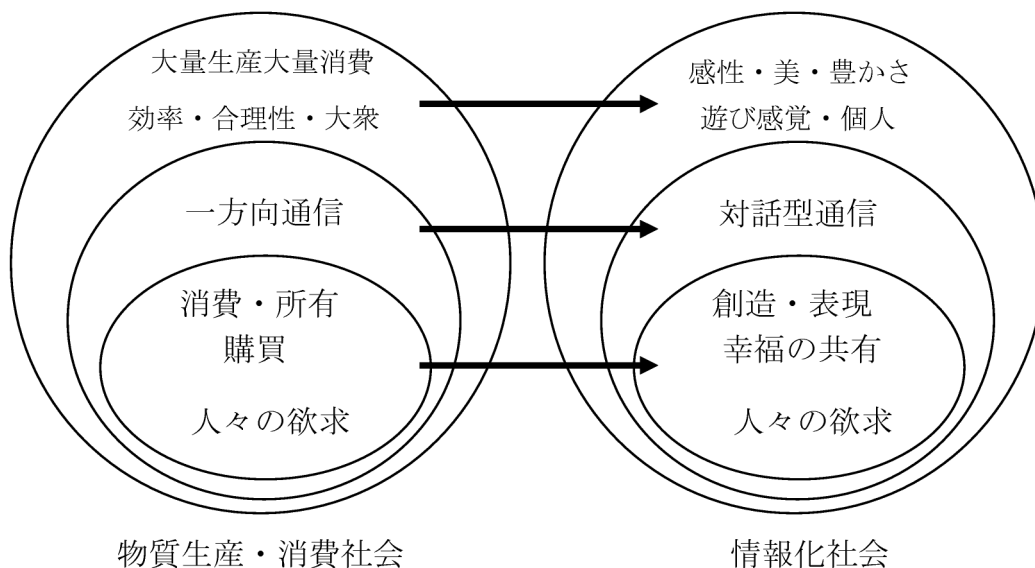 大量生産大量消費
効率・合理性・大衆
一方向通信
消費・所有
購買
人々の欲求
物質生産・消費社会
感性・美・豊かさ
遊び感覚・個人
対話型通信
創造・表現
幸福の共有
人々の欲求
情報化社会